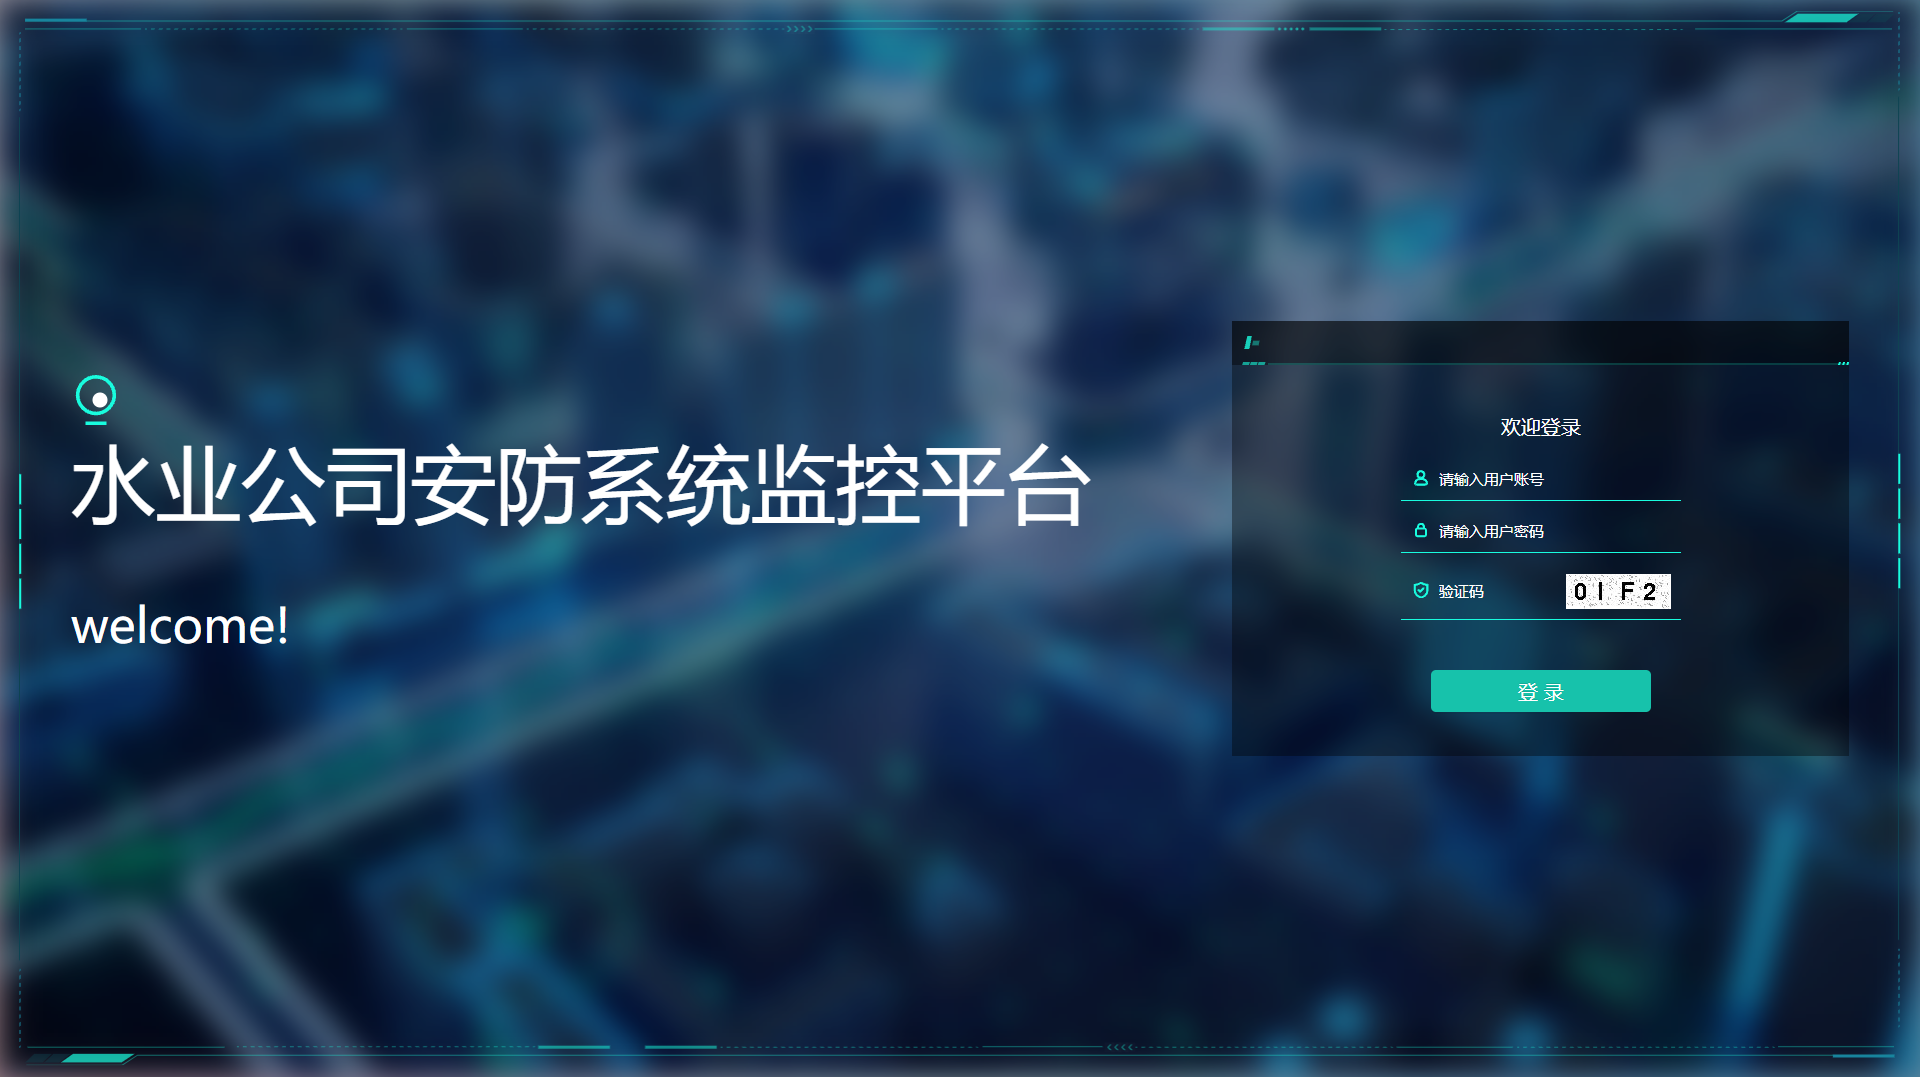 水业公司安防系统监控平台
welcome!
欢迎登录
请输入用户账号
请输入用户密码
验证码
0 I F 2
登 录